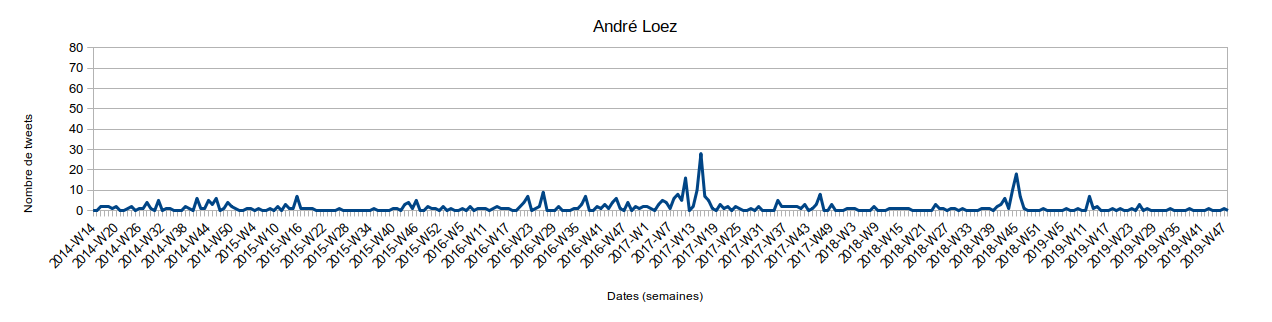 André Loez
Nombre de tweets
80
70
60
50
40
30
20
10
0
2014-W14
2014-W20
2014-W26
2014-W32
2014-W38
2014-W44
2014-W50
2015-W4
2015-W10
2015-W16
2015-W22
2015-W28
2015-W34
2015-W40
2015-W46
2015-W52
2016-W5
2016-W11
2016-W17
2016-W23
2016-W29
2016-W35
2016-W41
2016-W47
2017-W1
2017-W7
2017-W13
2017-W19
2017-W25
2017-W31
2017-W37
2017-W43
2017-W49
2018-W3
2018-W9
2018-W15
2018-W21
2018-W27
2018-W33
2018-W39
2018-W45
2018-W51
2019-W5
2019-W11
2019-W17
2019-W23
2019-W29
2019-W35
2019-W41
2019-W47
Dates (semaines)